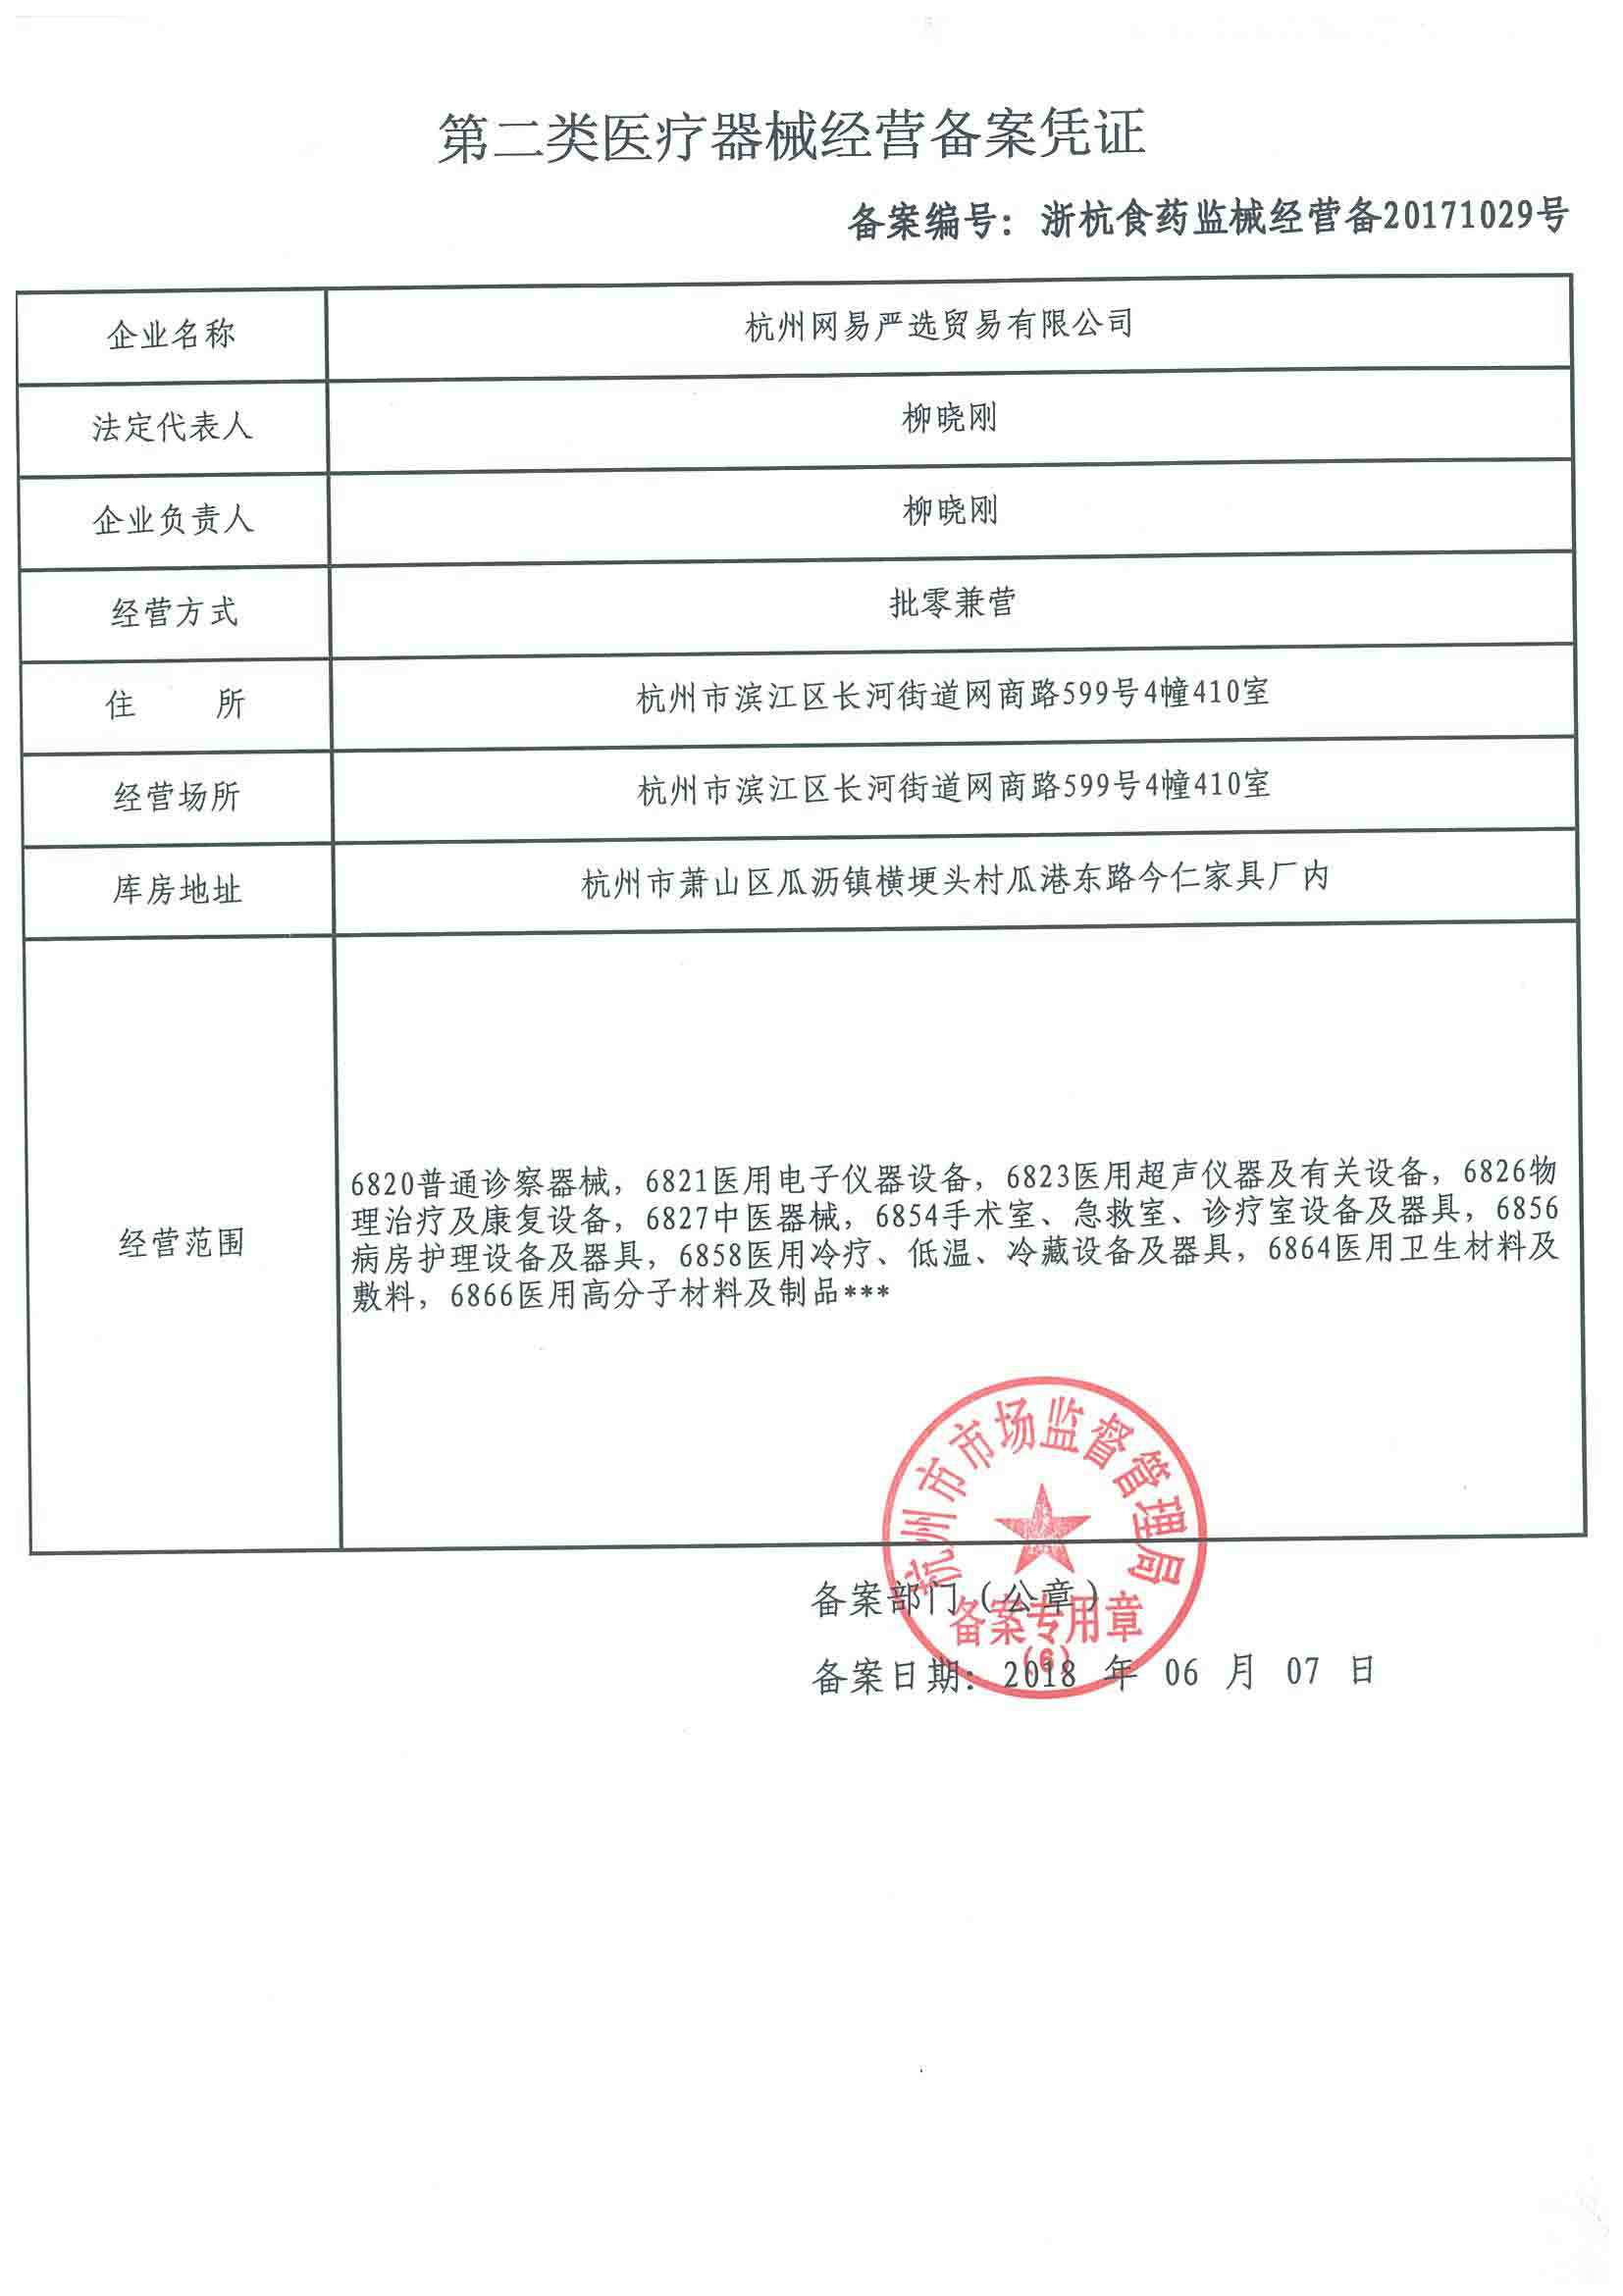 第二类医疗器械经营备案凭证
备案编号：浙杭食药监械经营备20171029号
企业名称 杭州网易严选贸易有限公司
法定代表人 柳晓刚
企业负责人 柳晓刚
经营方式 批零兼营
住 所 杭州市滨江区长河街道网商路599号4幢410室
经营场所 杭州市滨江区长河街道网商路599号4幢410室
库房地址 杭州市萧山区瓜沥镇横埂头村瓜港东路今仁家具厂内
经营范围
6820普通诊察器械，6821医用电子仪器设备，6823医用超声仪器及有关设备，6826物
理治疗及康复设备，6827中医器械，6854手术室、急救室、诊疗室设备及器具，6856
病房护理设备及器具，6858医用冷疗、低温、冷藏设备及器具，6864医用卫生材料及
敷料，6866医用高分子材料及制品***
杭州市市场监督管理局
备案专用章
(6)
备案部门（公章）
备案日期：2018 年 06 月 07 日